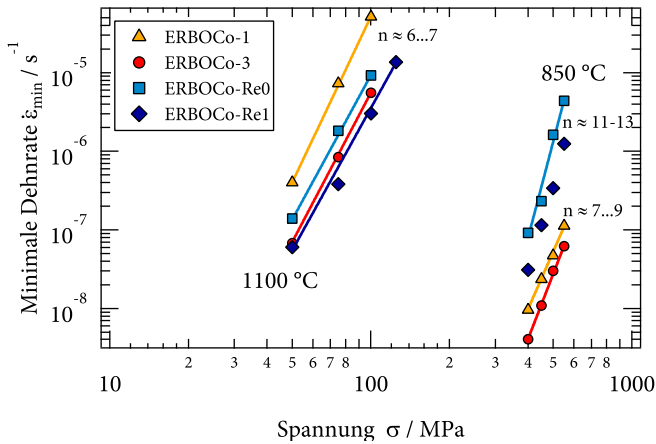 ERBOCo-1
ERBOCo-3
ERBOCo-Re0
ERBOCo-Re1
n ≈ 6...7
850 °C
n ≈ 11-13
n ≈ 7...9
1100 °C
Minimale Dehnrate ε̇min / s⁻¹
10⁻⁵
10⁻⁶
10⁻⁷
10⁻⁸
2 3 4 5 6 7 8 2 3 4 5 6 7 8
10 100 1000
Spannung σ / MPa